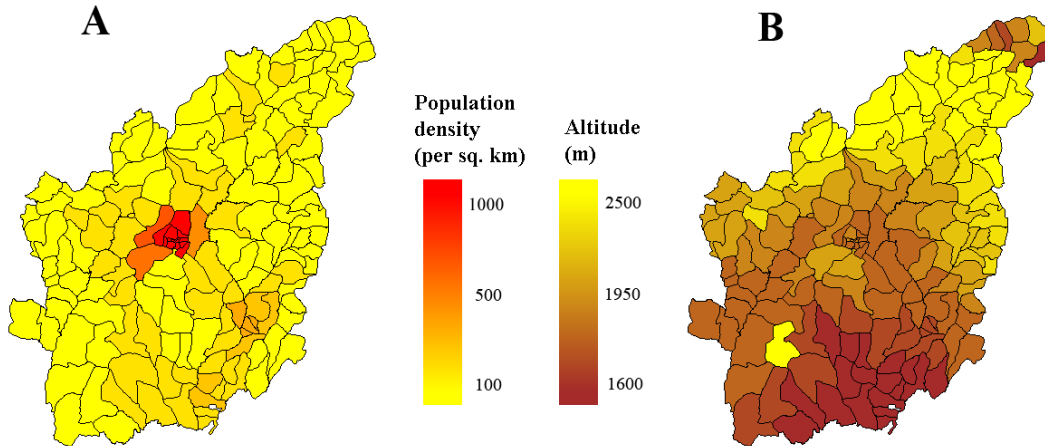 A
B
Population
density
(per sq. km)
1000
500
100
Altitude
(m)
2500
1950
1600